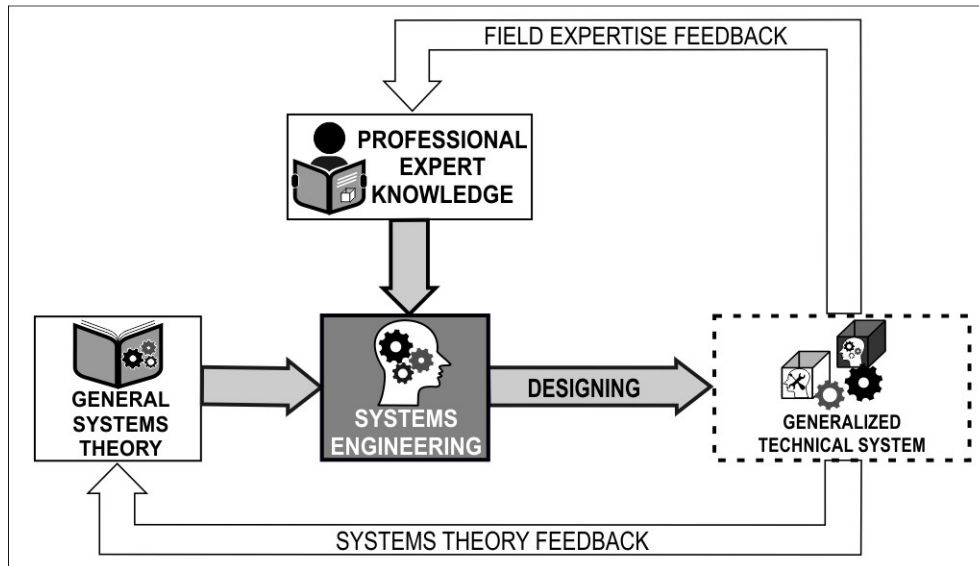 FIELD EXPERTISE FEEDBACK
PROFESSIONAL
EXPERT
KNOWLEDGE
GENERAL
SYSTEMS
THEORY
SYSTEMS
ENGINEERING
DESIGNING
GENERALIZED
TECHNICAL SYSTEM
SYSTEMS THEORY FEEDBACK